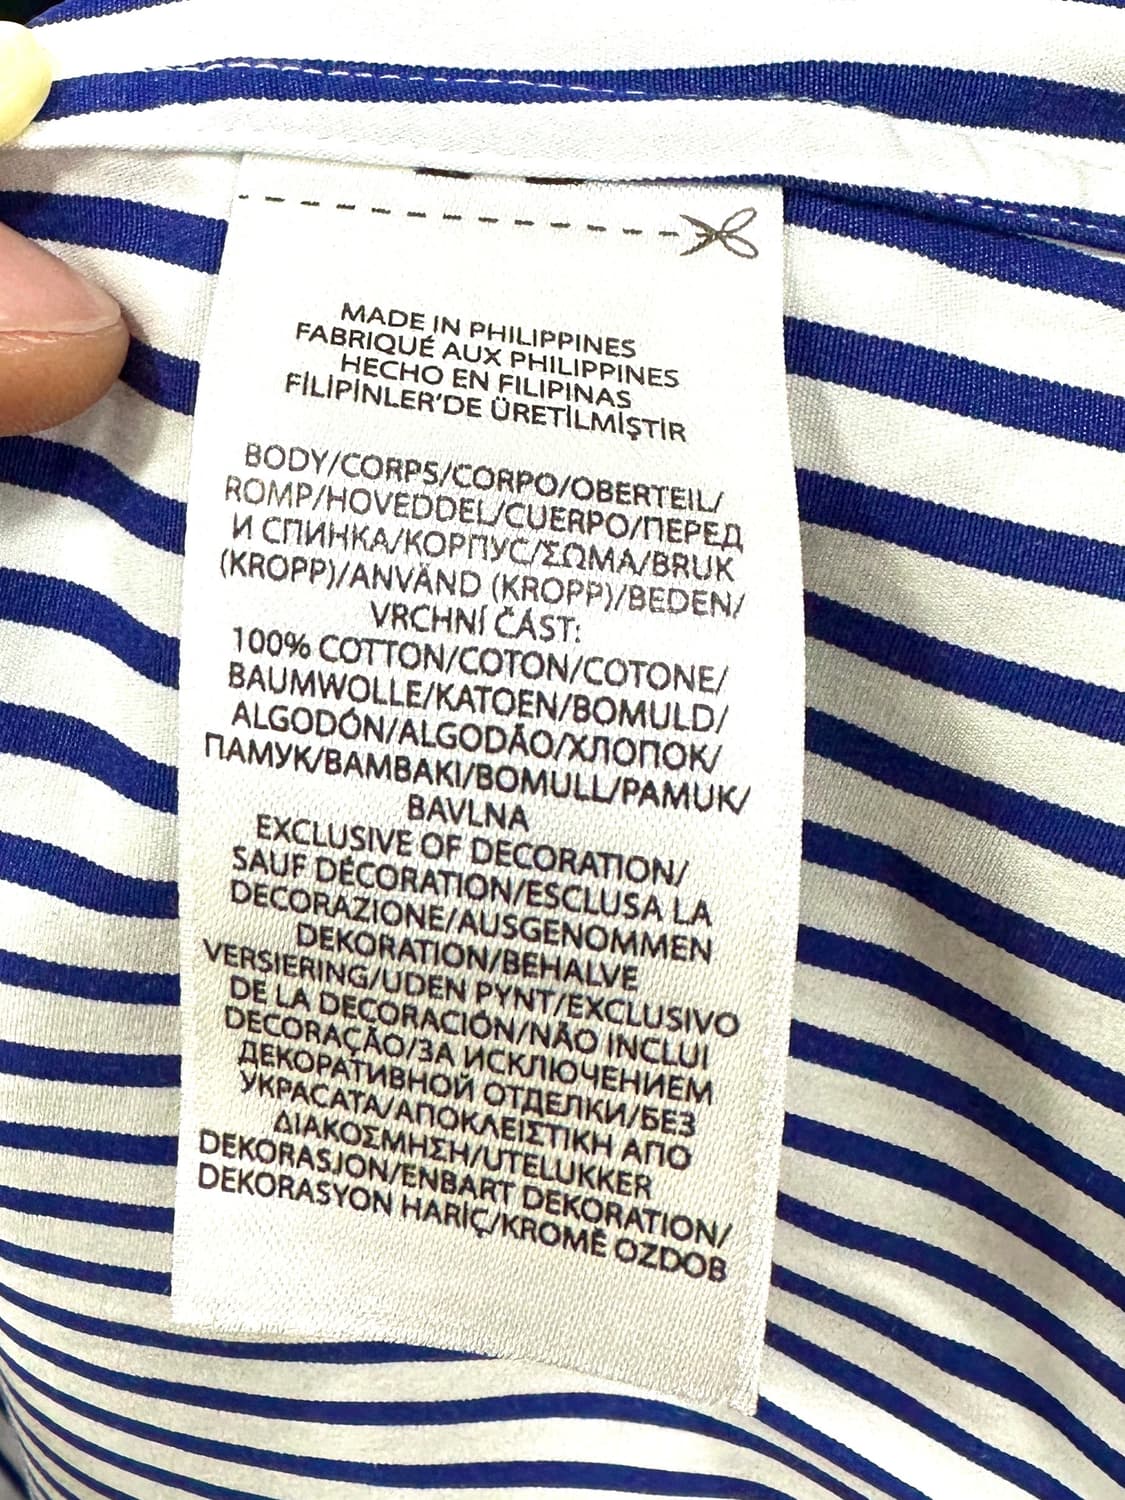 MADE IN PHILIPPINES
FABRIQUÉ AUX PHILIPPINES
HECHO EN FILIPINAS
FİLİPİNLER'DE ÜRETİLMİŞTİR
BODY/CORPS/CORPO/OBERTEIL/
ROMP/HOVEDDEL/CUERPO/ПЕРЕД
И СПИНКА/КОРПУС/ΣΩΜΑ/BRUK
(KROPP)/ANVÄND (KROPP)/BEDEN/
VRCHNÍ ČÁST:
100% COTTON/COTON/COTONE/
BAUMWOLLE/KATOEN/BOMULD/
ALGODÓN/ALGODÃO/ХЛОПОК/
ПАМУК/ΒΑΜΒΑΚΙ/BOMULL/PAMUK/
BAVLNA
EXCLUSIVE OF DECORATION/
SAUF DÉCORATION/ESCLUSA LA
DECORAZIONE/AUSGENOMMEN
DEKORATION/BEHALVE
VERSIERING/UDEN PYNT/EXCLUSIVO
DE LA DECORACIÓN/NÃO INCLUI
DECORAÇÃO/ЗА ИСКЛЮЧЕНИЕМ
ДЕКОРАТИВНОЙ ОТДЕЛКИ/БЕЗ
УКРАСАТА/ΑΠΟΚΛΕΙΣΤΙΚΗ ΑΠΟ
ΔΙΑΚΟΣΜΗΣΗ/UTELUKKER
DEKORASJON/ENBART DEKORATION/
DEKORASYON HARİÇ/KROMĚ OZDOB